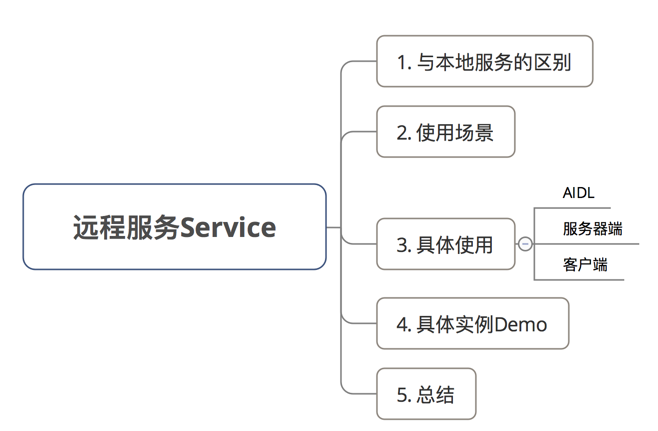 远程服务Service
1. 与本地服务的区别
2. 使用场景
3. 具体使用
AIDL
服务器端
客户端
4. 具体实例Demo
5. 总结